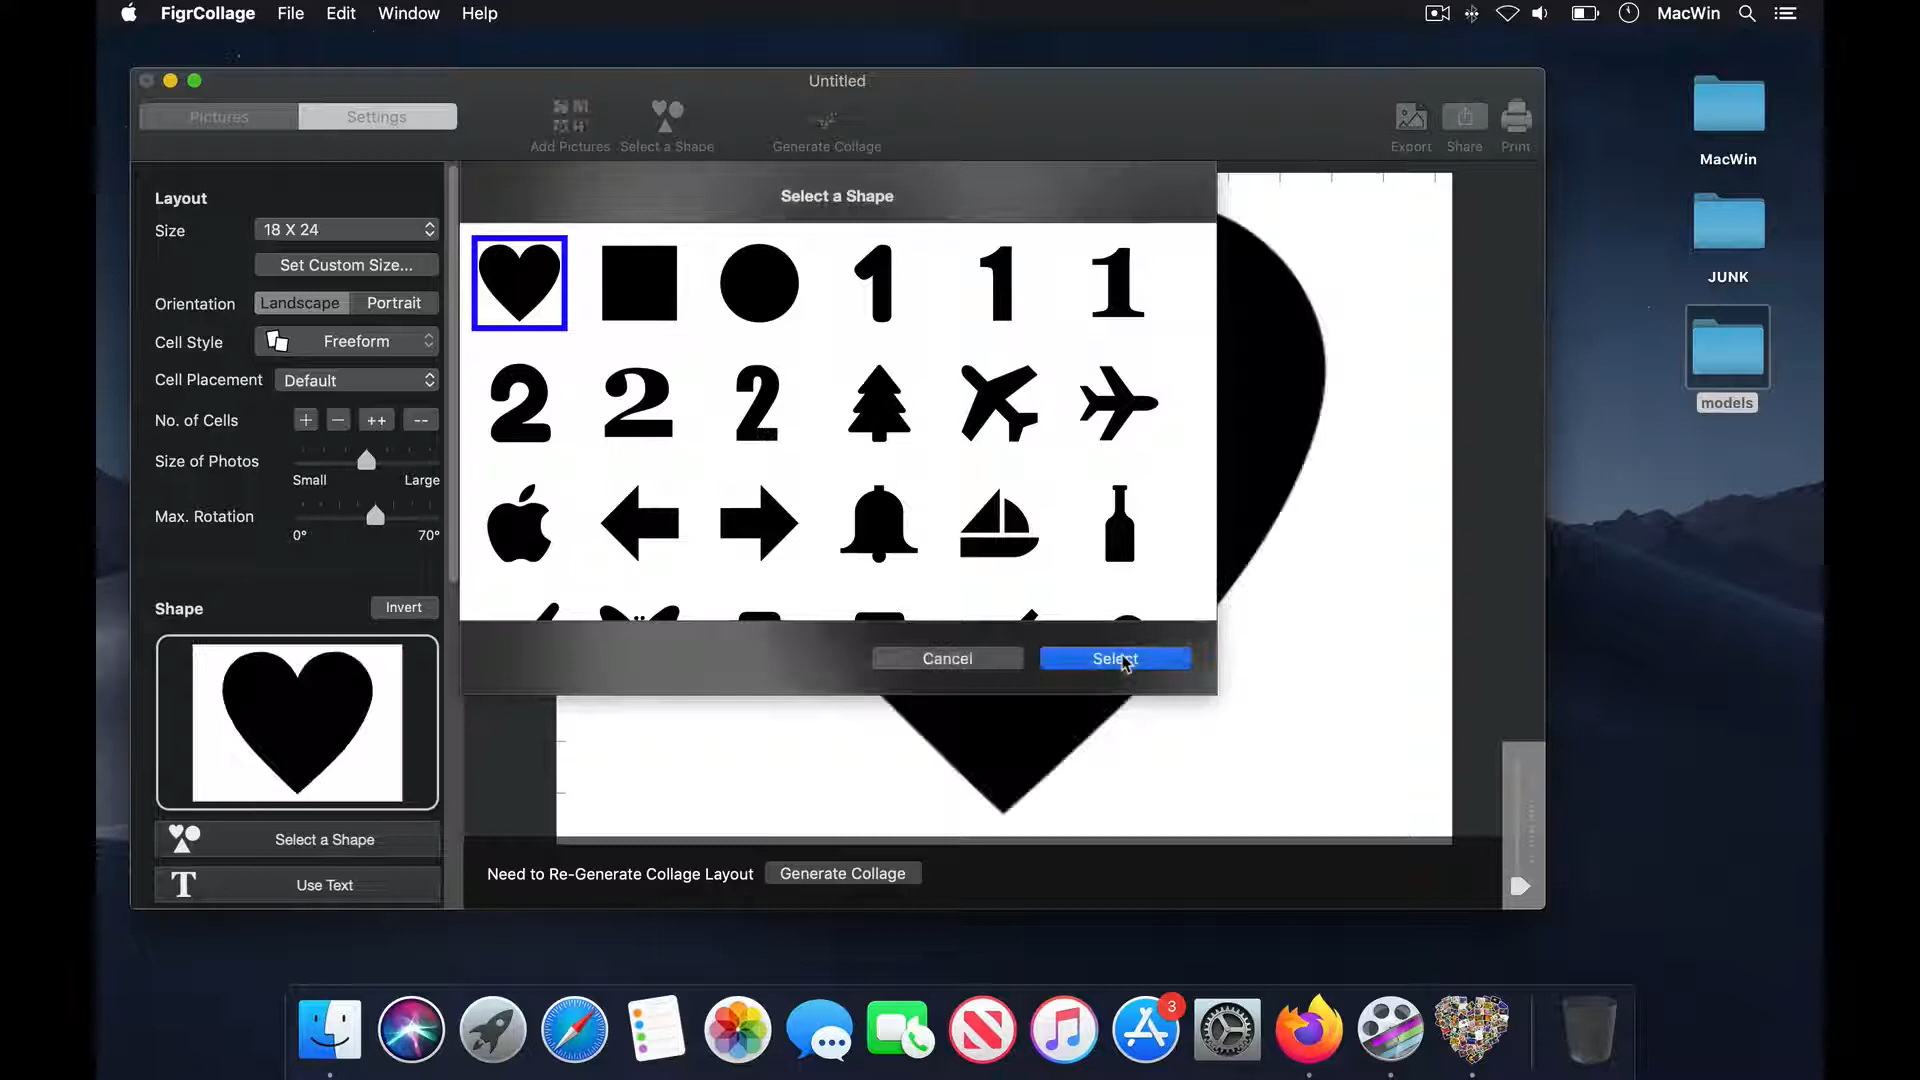 FigrCollage File Edit Window Help MacWin
Untitled
Pictures Settings
Add Pictures Select a Shape Generate Collage Export Share Print
MacWin
JUNK
models
Layout
Size 18 X 24
Set Custom Size...
Orientation Landscape Portrait
Cell Style Freeform
Cell Placement Default
No. of Cells + - ++ --
Size of Photos
Small Large
Max. Rotation
0° 70°
Shape Invert
Select a Shape
T Use Text
Select a Shape
1 1 1
2 2 2
Cancel Select
Need to Re-Generate Collage Layout Generate Collage
3